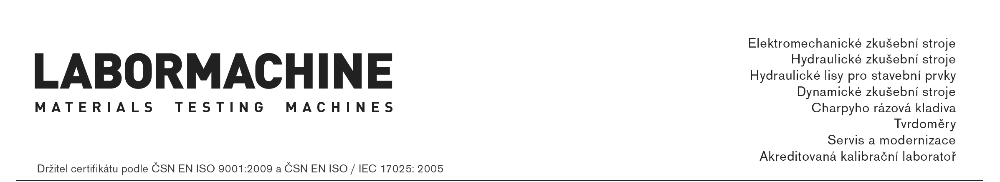 LABORMACHINE
MATERIALS TESTING MACHINES
Držitel certifikátu podle ČSN EN ISO 9001:2009 a ČSN EN ISO / IEC 17025: 2005
Elektromechanické zkušební stroje
Hydraulické zkušební stroje
Hydraulické lisy pro stavební prvky
Dynamické zkušební stroje
Charpyho rázová kladiva
Tvrdoměry
Servis a modernizace
Akreditovaná kalibrační laboratoř